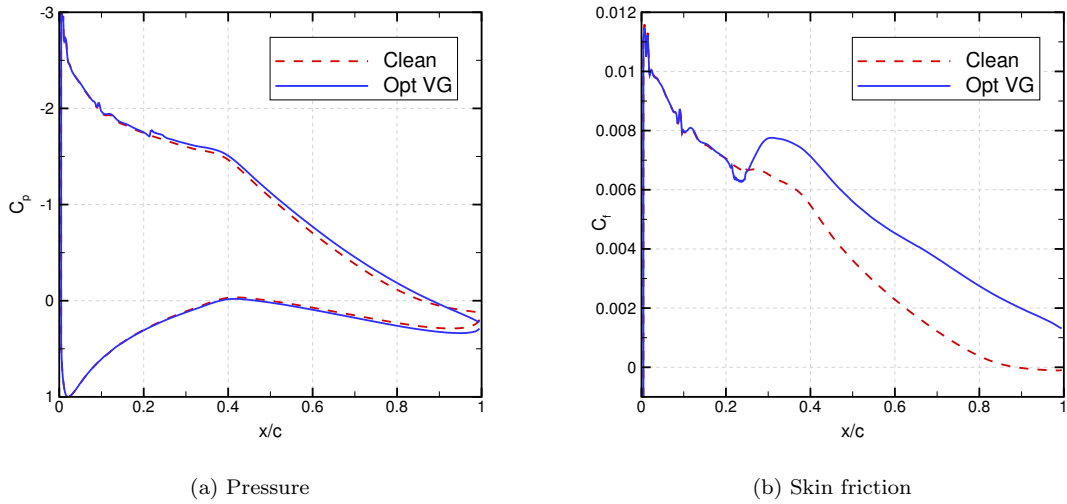 -3
-2
-1
0
1
C_p
0
0.2
0.4
0.6
0.8
1
x/c
Clean
Opt VG
(a) Pressure
0.012
0.01
0.008
0.006
0.004
0.002
0
C_f
0
0.2
0.4
0.6
0.8
1
x/c
Clean
Opt VG
(b) Skin friction